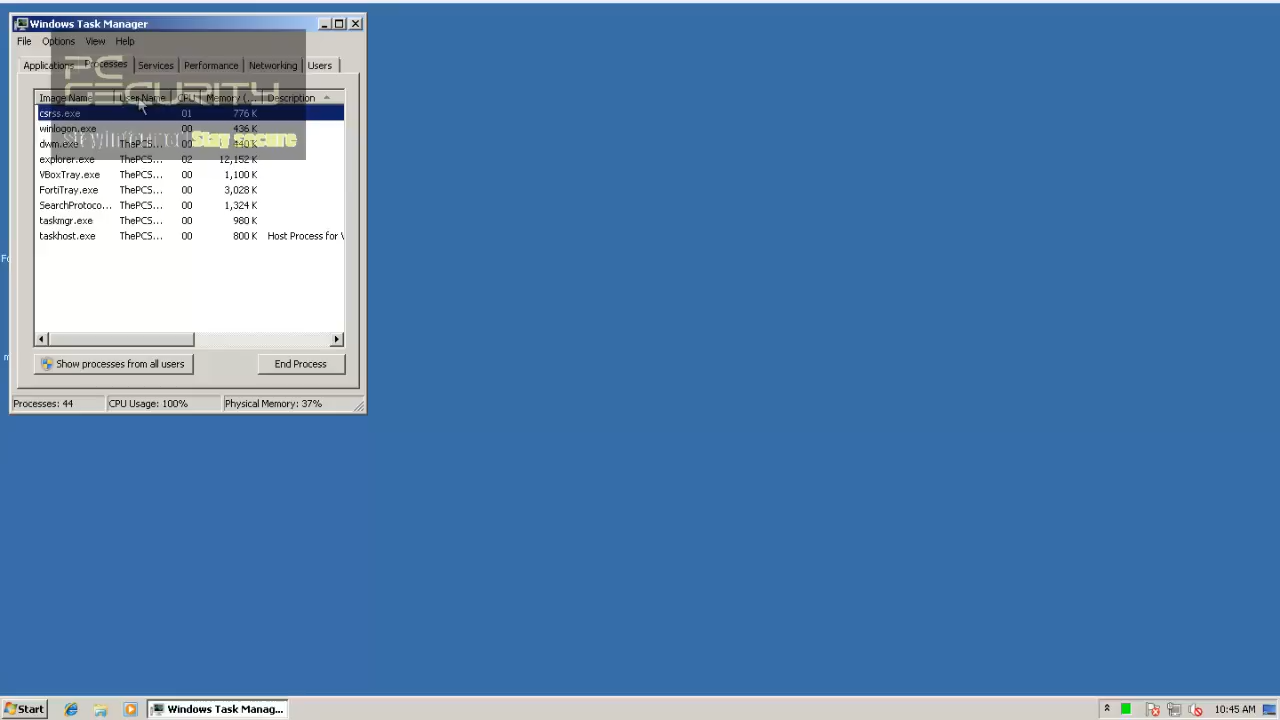 Windows Task Manager
File Options View Help
Applications Processes Services Performance Networking Users
PC
SECURITY
Image Name User Name CPU Memory (... Description
csrss.exe 01 776 K
winlogon.exe 00 436 K
Stay secure
dwm.exe ThePCS... 00 440 K
explorer.exe ThePCS... 02 12,152 K
VBoxTray.exe ThePCS... 00 1,100 K
FortiTray.exe ThePCS... 00 3,028 K
SearchProtoco... ThePCS... 00 1,324 K
taskmgr.exe ThePCS... 00 980 K
taskhost.exe ThePCS... 00 800 K Host Process for
Show processes from all users End Process
Processes: 44 CPU Usage: 100% Physical Memory: 37%
Start Windows Task Manag... 10:45 AM